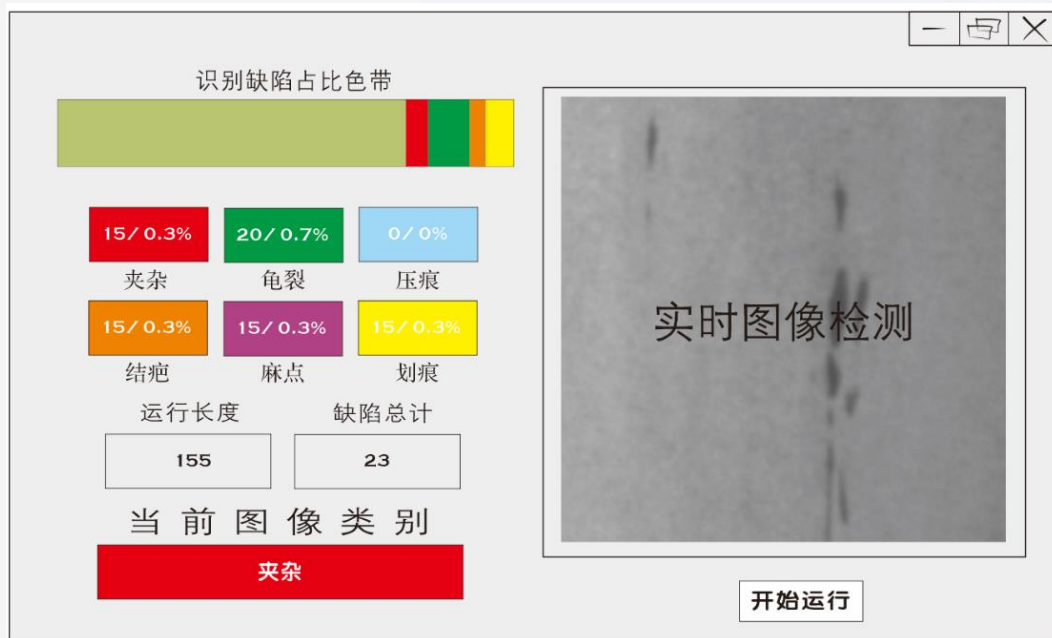 识别缺陷占比色带
15/0.3% 20/0.7% 0/0%
夹杂 龟裂 压痕
15/0.3% 15/0.3% 15/0.3%
结疤 麻点 划痕
运行长度 缺陷总计
155 23
当前图像类别
夹杂
实时图像检测
开始运行